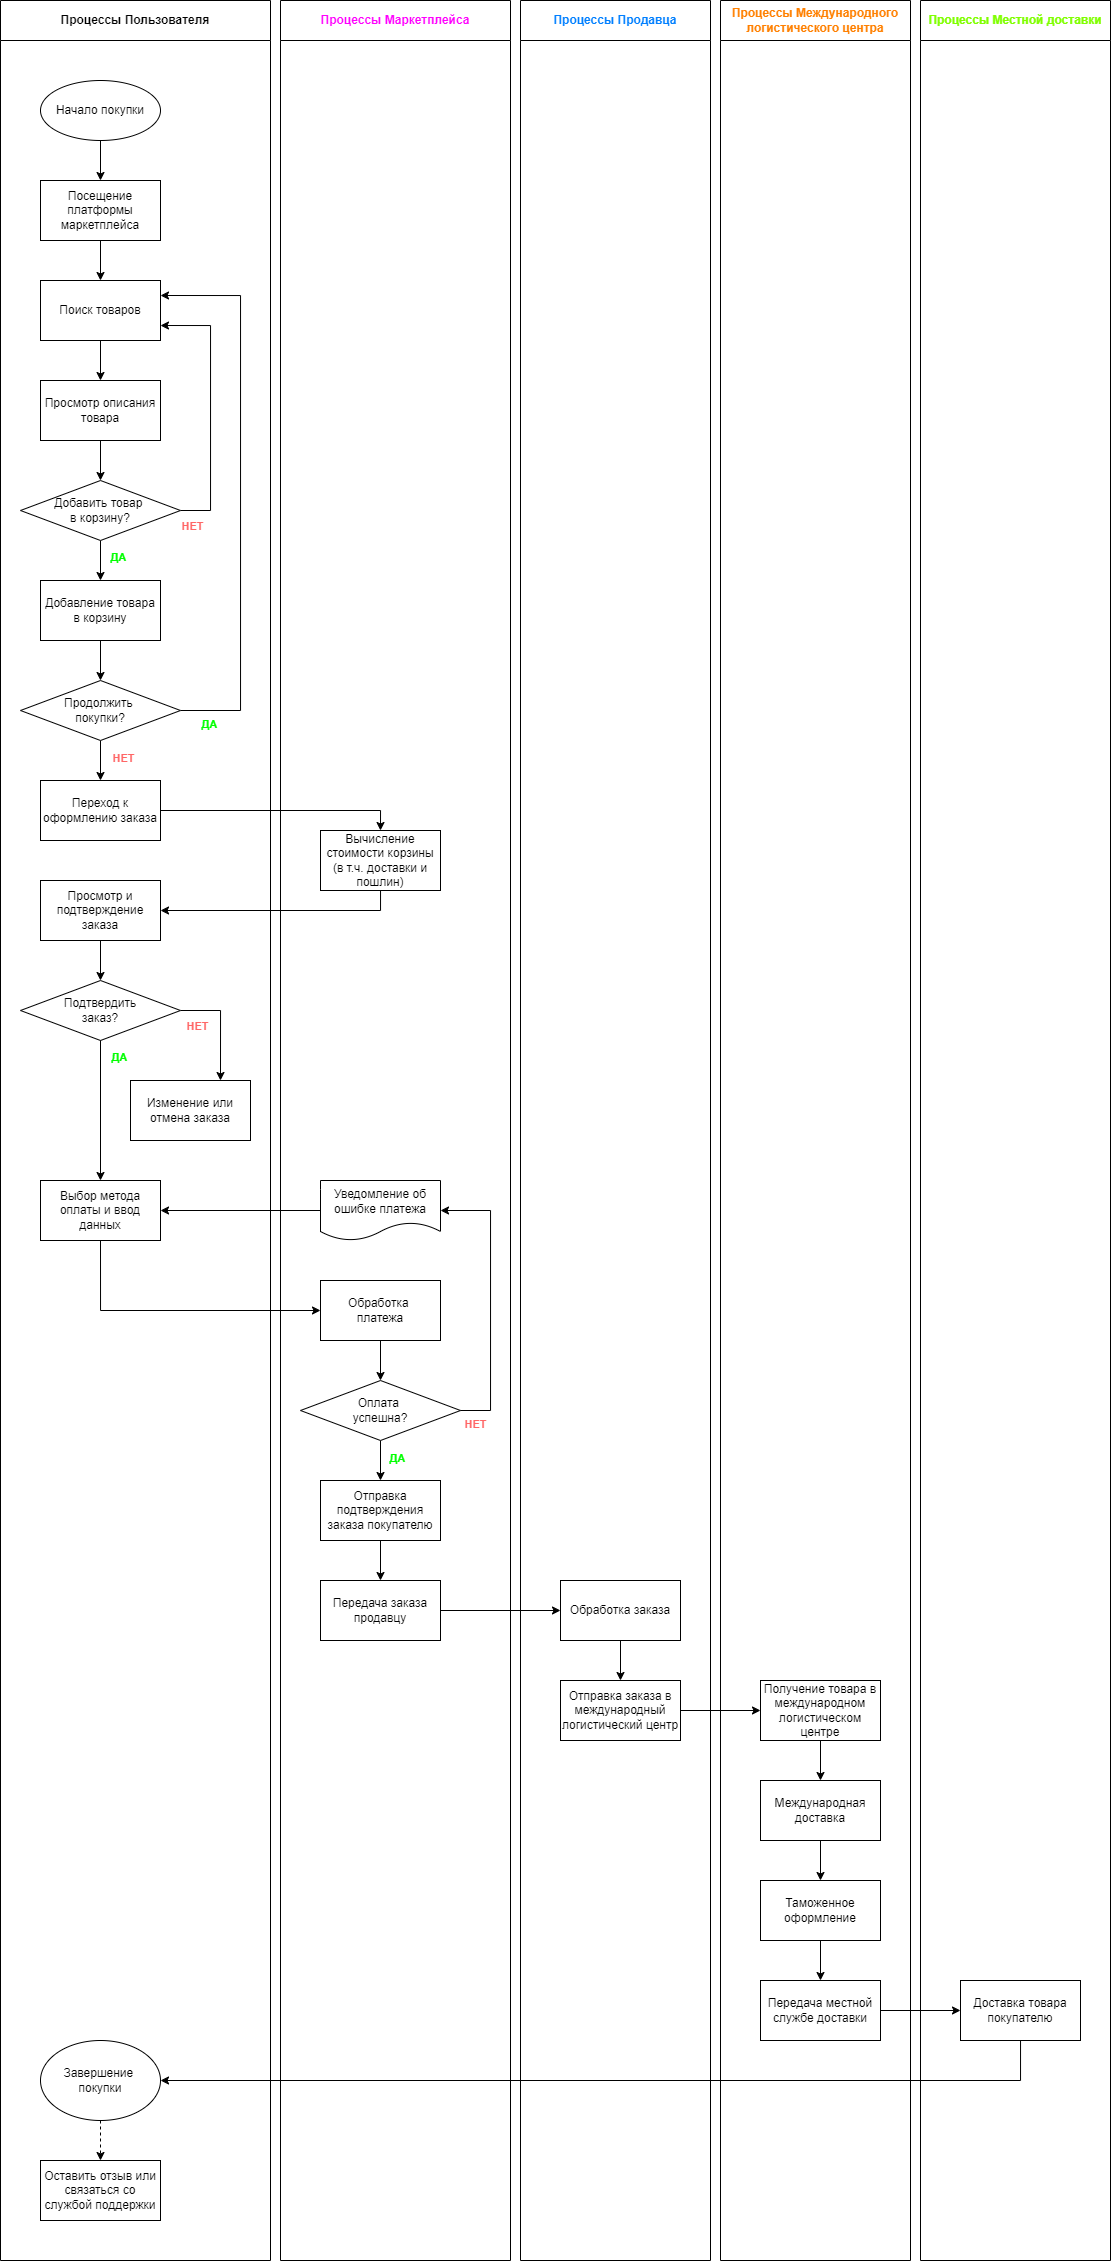 Процессы Пользователя
Процессы Маркетплейса
Процессы Продавца
Процессы Международного
логистического центра
Процессы Местной доставки
Начало покупки
Посещение
платформы
маркетплейса
Поиск товаров
Просмотр описания
товара
Добавить товар
в корзину?
НЕТ
ДА
Добавление товара
в корзину
Продолжить
покупки?
ДА
НЕТ
Переход к
оформлению заказа
Вычисление
стоимости корзины
(в т.ч. доставки и
пошлин)
Просмотр и
подтверждение
заказа
Подтвердить
заказ?
НЕТ
ДА
Изменение или
отмена заказа
Выбор метода
оплаты и ввод
данных
Уведомление об
ошибке платежа
Обработка
платежа
Оплата
успешна?
НЕТ
ДА
Отправка
подтверждения
заказа покупателю
Передача заказа
продавцу
Обработка заказа
Отправка заказа в
международный
логистический центр
Получение товара в
международном
логистическом
центре
Международная
доставка
Таможенное
оформление
Передача местной
службе доставки
Доставка товара
покупателю
Завершение
покупки
Оставить отзыв или
связаться со
службой поддержки